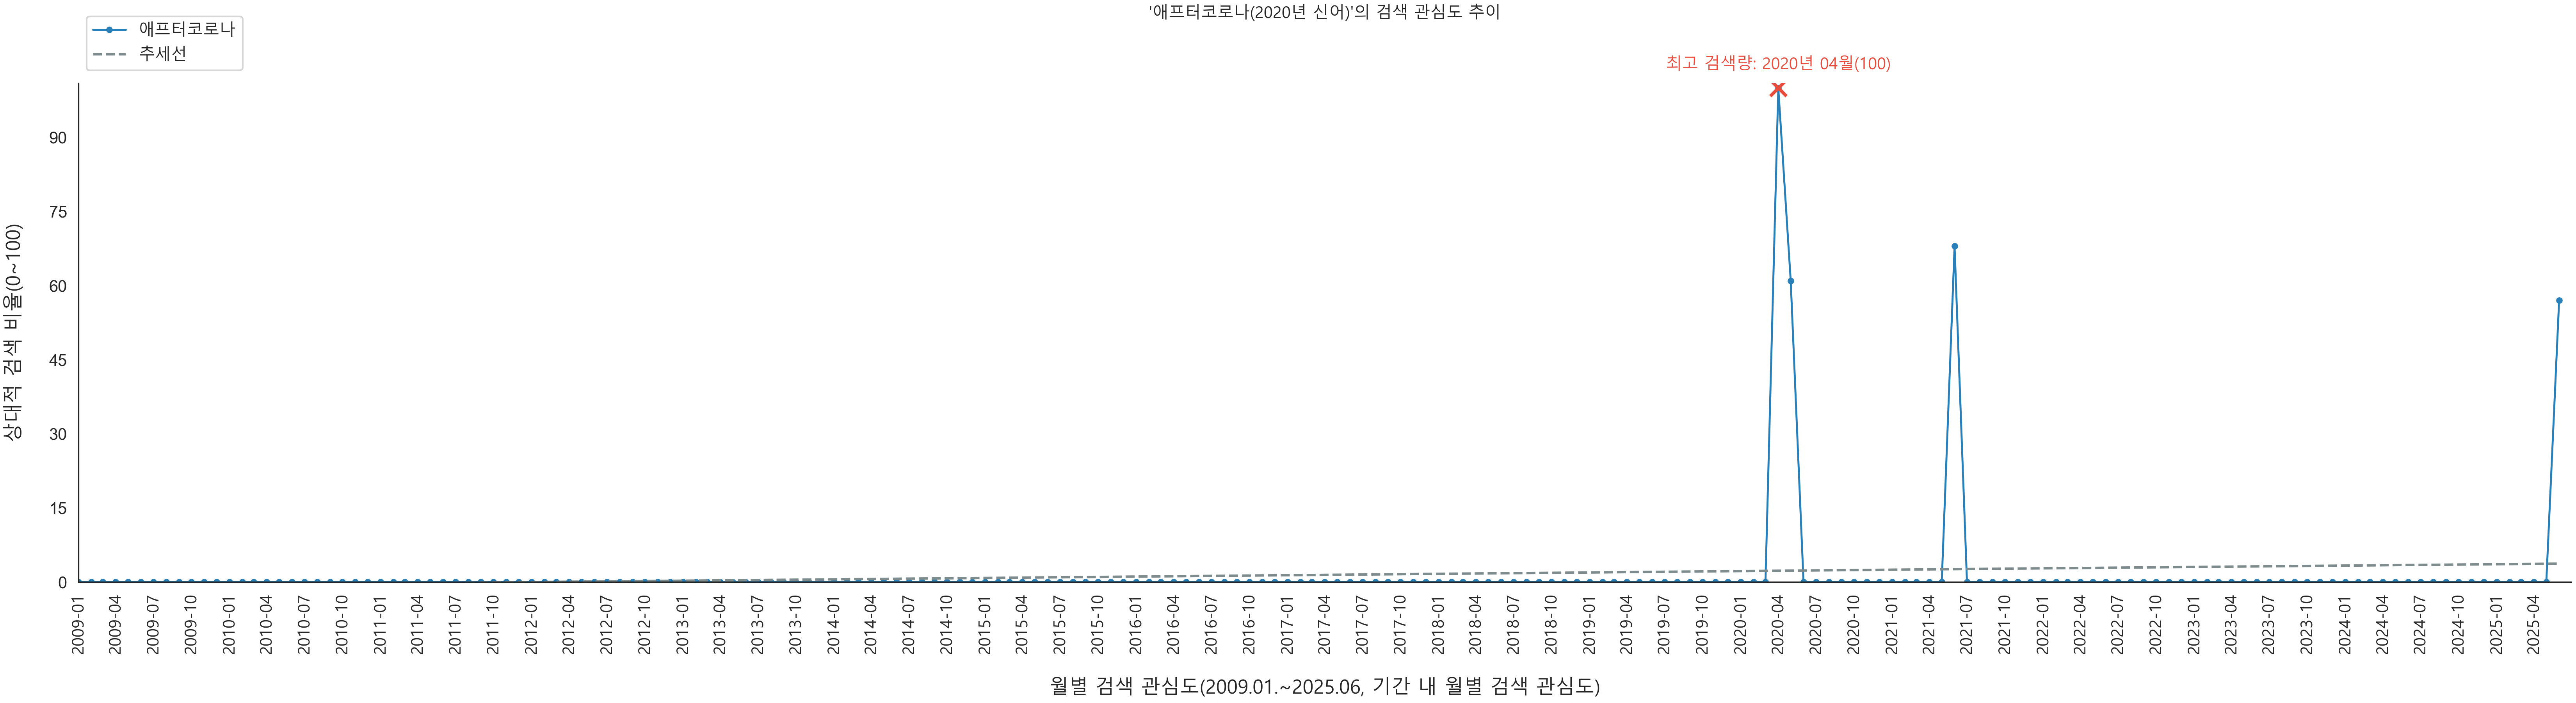 '애프터코로나(2020년 신어)'의 검색 관심도 추이
애프터코로나
추세선
최고 검색량: 2020년 04월(100)
상대적 검색 비율(0~100)
90
75
60
45
30
15
0
2009-01 2009-04 2009-07 2009-10 2010-01 2010-04 2010-07 2010-10 2011-01 2011-04 2011-07 2011-10 2012-01 2012-04 2012-07 2012-10 2013-01 2013-04 2013-07 2013-10 2014-01 2014-04 2014-07 2014-10 2015-01 2015-04 2015-07 2015-10 2016-01 2016-04 2016-07 2016-10 2017-01 2017-04 2017-07 2017-10 2018-01 2018-04 2018-07 2018-10 2019-01 2019-04 2019-07 2019-10 2020-01 2020-04 2020-07 2020-10 2021-01 2021-04 2021-07 2021-10 2022-01 2022-04 2022-07 2022-10 2023-01 2023-04 2023-07 2023-10 2024-01 2024-04 2024-07 2024-10 2025-01 2025-04
월별 검색 관심도(2009.01.~2025.06, 기간 내 월별 검색 관심도)